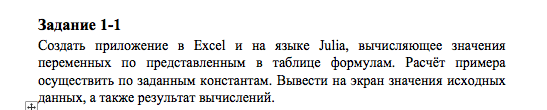 Задание 1-1
Создать приложение в Excel и на языке Julia, вычисляющее значения
переменных по представленным в таблице формулам. Расчёт примера
осуществить по заданным константам. Вывести на экран значения исходных
данных, а также результат вычислений.